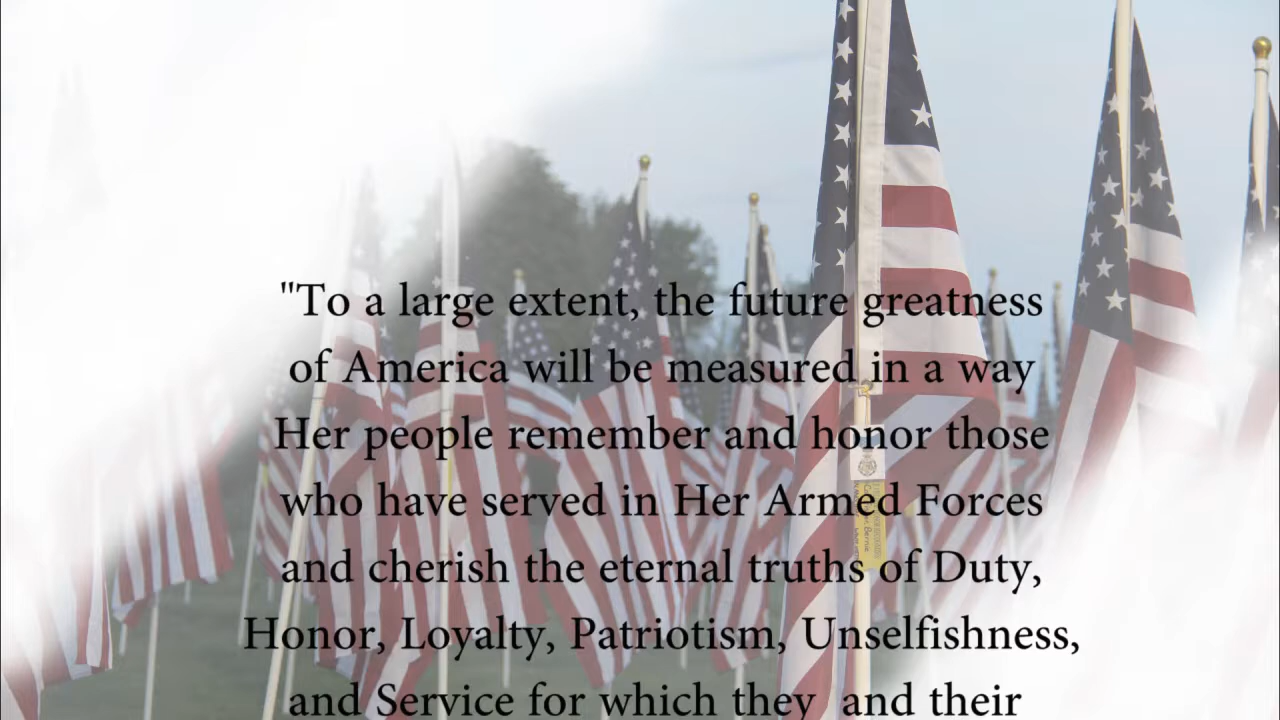 "To a large extent, the future greatness
of America will be measured in a way
Her people remember and honor those
who have served in Her Armed Forces
and cherish the eternal truths of Duty,
Honor, Loyalty, Patriotism, Unselfishness,
and Service for which they and their